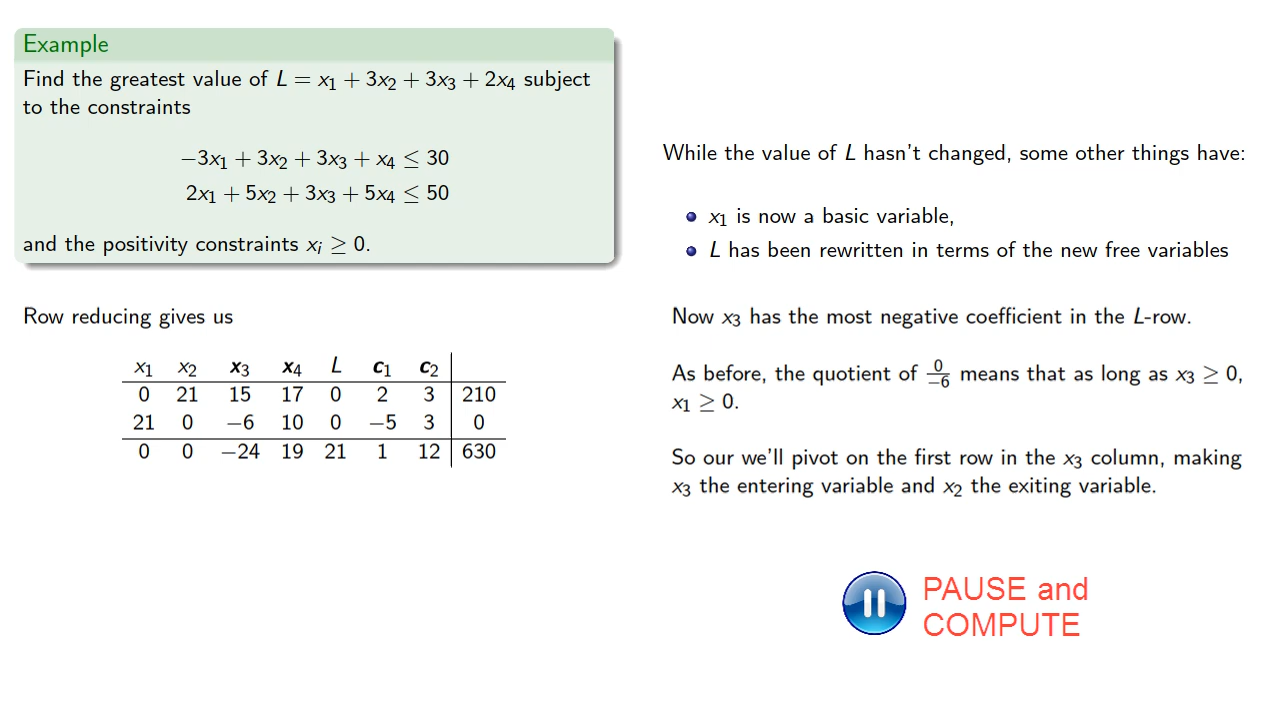 Example
Find the greatest value of L = x₁ + 3x₂ + 3x₃ + 2x₄ subject
to the constraints
−3x₁ + 3x₂ + 3x₃ + x₄ ≤ 30
2x₁ + 5x₂ + 3x₃ + 5x₄ ≤ 50
and the positivity constraints xᵢ ≥ 0.
Row reducing gives us
x₁ x₂ x₃ x₄ L c₁ c₂
0 21 15 17 0 2 3 210
21 0 −6 10 0 −5 3 0
0 0 −24 19 21 1 12 630
While the value of L hasn't changed, some other things have:
• x₁ is now a basic variable,
• L has been rewritten in terms of the new free variables
Now x₃ has the most negative coefficient in the L-row.
As before, the quotient of 0/−6 means that as long as x₃ ≥ 0,
x₁ ≥ 0.
So our we'll pivot on the first row in the x₃ column, making
x₃ the entering variable and x₂ the exiting variable.
PAUSE and
COMPUTE